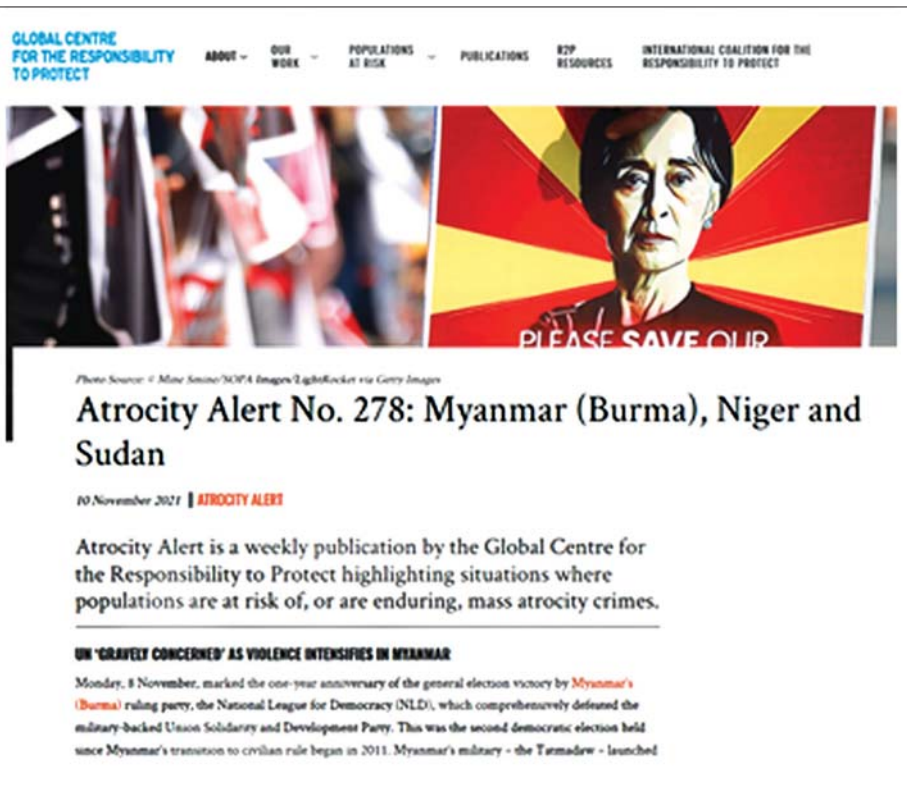 GLOBAL CENTRE
FOR THE RESPONSIBILITY
TO PROTECT
ABOUT
OUR
WORK
POPULATIONS
AT RISK
PUBLICATIONS
R2P
RESOURCES
INTERNATIONAL COALITION FOR THE
RESPONSIBILITY TO PROTECT
PLEASE SAVE OUR
Photo Source: © Mine Smine/SOPA Images/LightRocket via Getty Images
Atrocity Alert No. 278: Myanmar (Burma), Niger and
Sudan
10 November 2021 | ATROCITY ALERT
Atrocity Alert is a weekly publication by the Global Centre for
the Responsibility to Protect highlighting situations where
populations are at risk of, or are enduring, mass atrocity crimes.
UN ‘GRAVELY CONCERNED’ AS VIOLENCE INTENSIFIES IN MYANMAR
Monday, 8 November, marked the one-year anniversary of the general election victory by Myanmar's
(Burma) ruling party, the National League for Democracy (NLD), which comprehensively defeated the
military-backed Union Solidarity and Development Party. This was the second democratic election held
since Myanmar's transition to civilian rule began in 2011. Myanmar's military – the Tatmadaw – launched